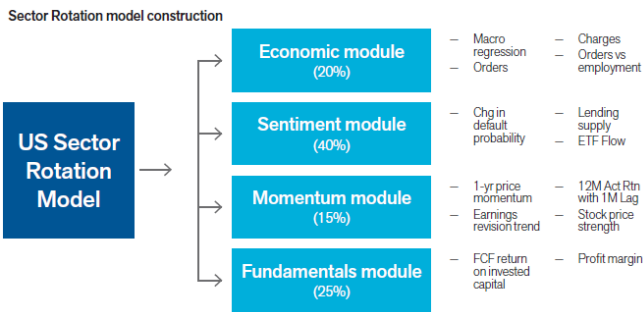 Sector Rotation model construction
US Sector
Rotation
Model
Economic module
(20%)
— Macro
regression
— Orders
— Charges
— Orders vs
employment
Sentiment module
(40%)
— Chg in
default
probability
— Lending
supply
— ETF Flow
Momentum module
(15%)
— 1-yr price
momentum
— Earnings
revision trend
— 12M Act Rtn
with 1M Lag
— Stock price
strength
Fundamentals module
(25%)
— FCF return
on invested
capital
— Profit margin